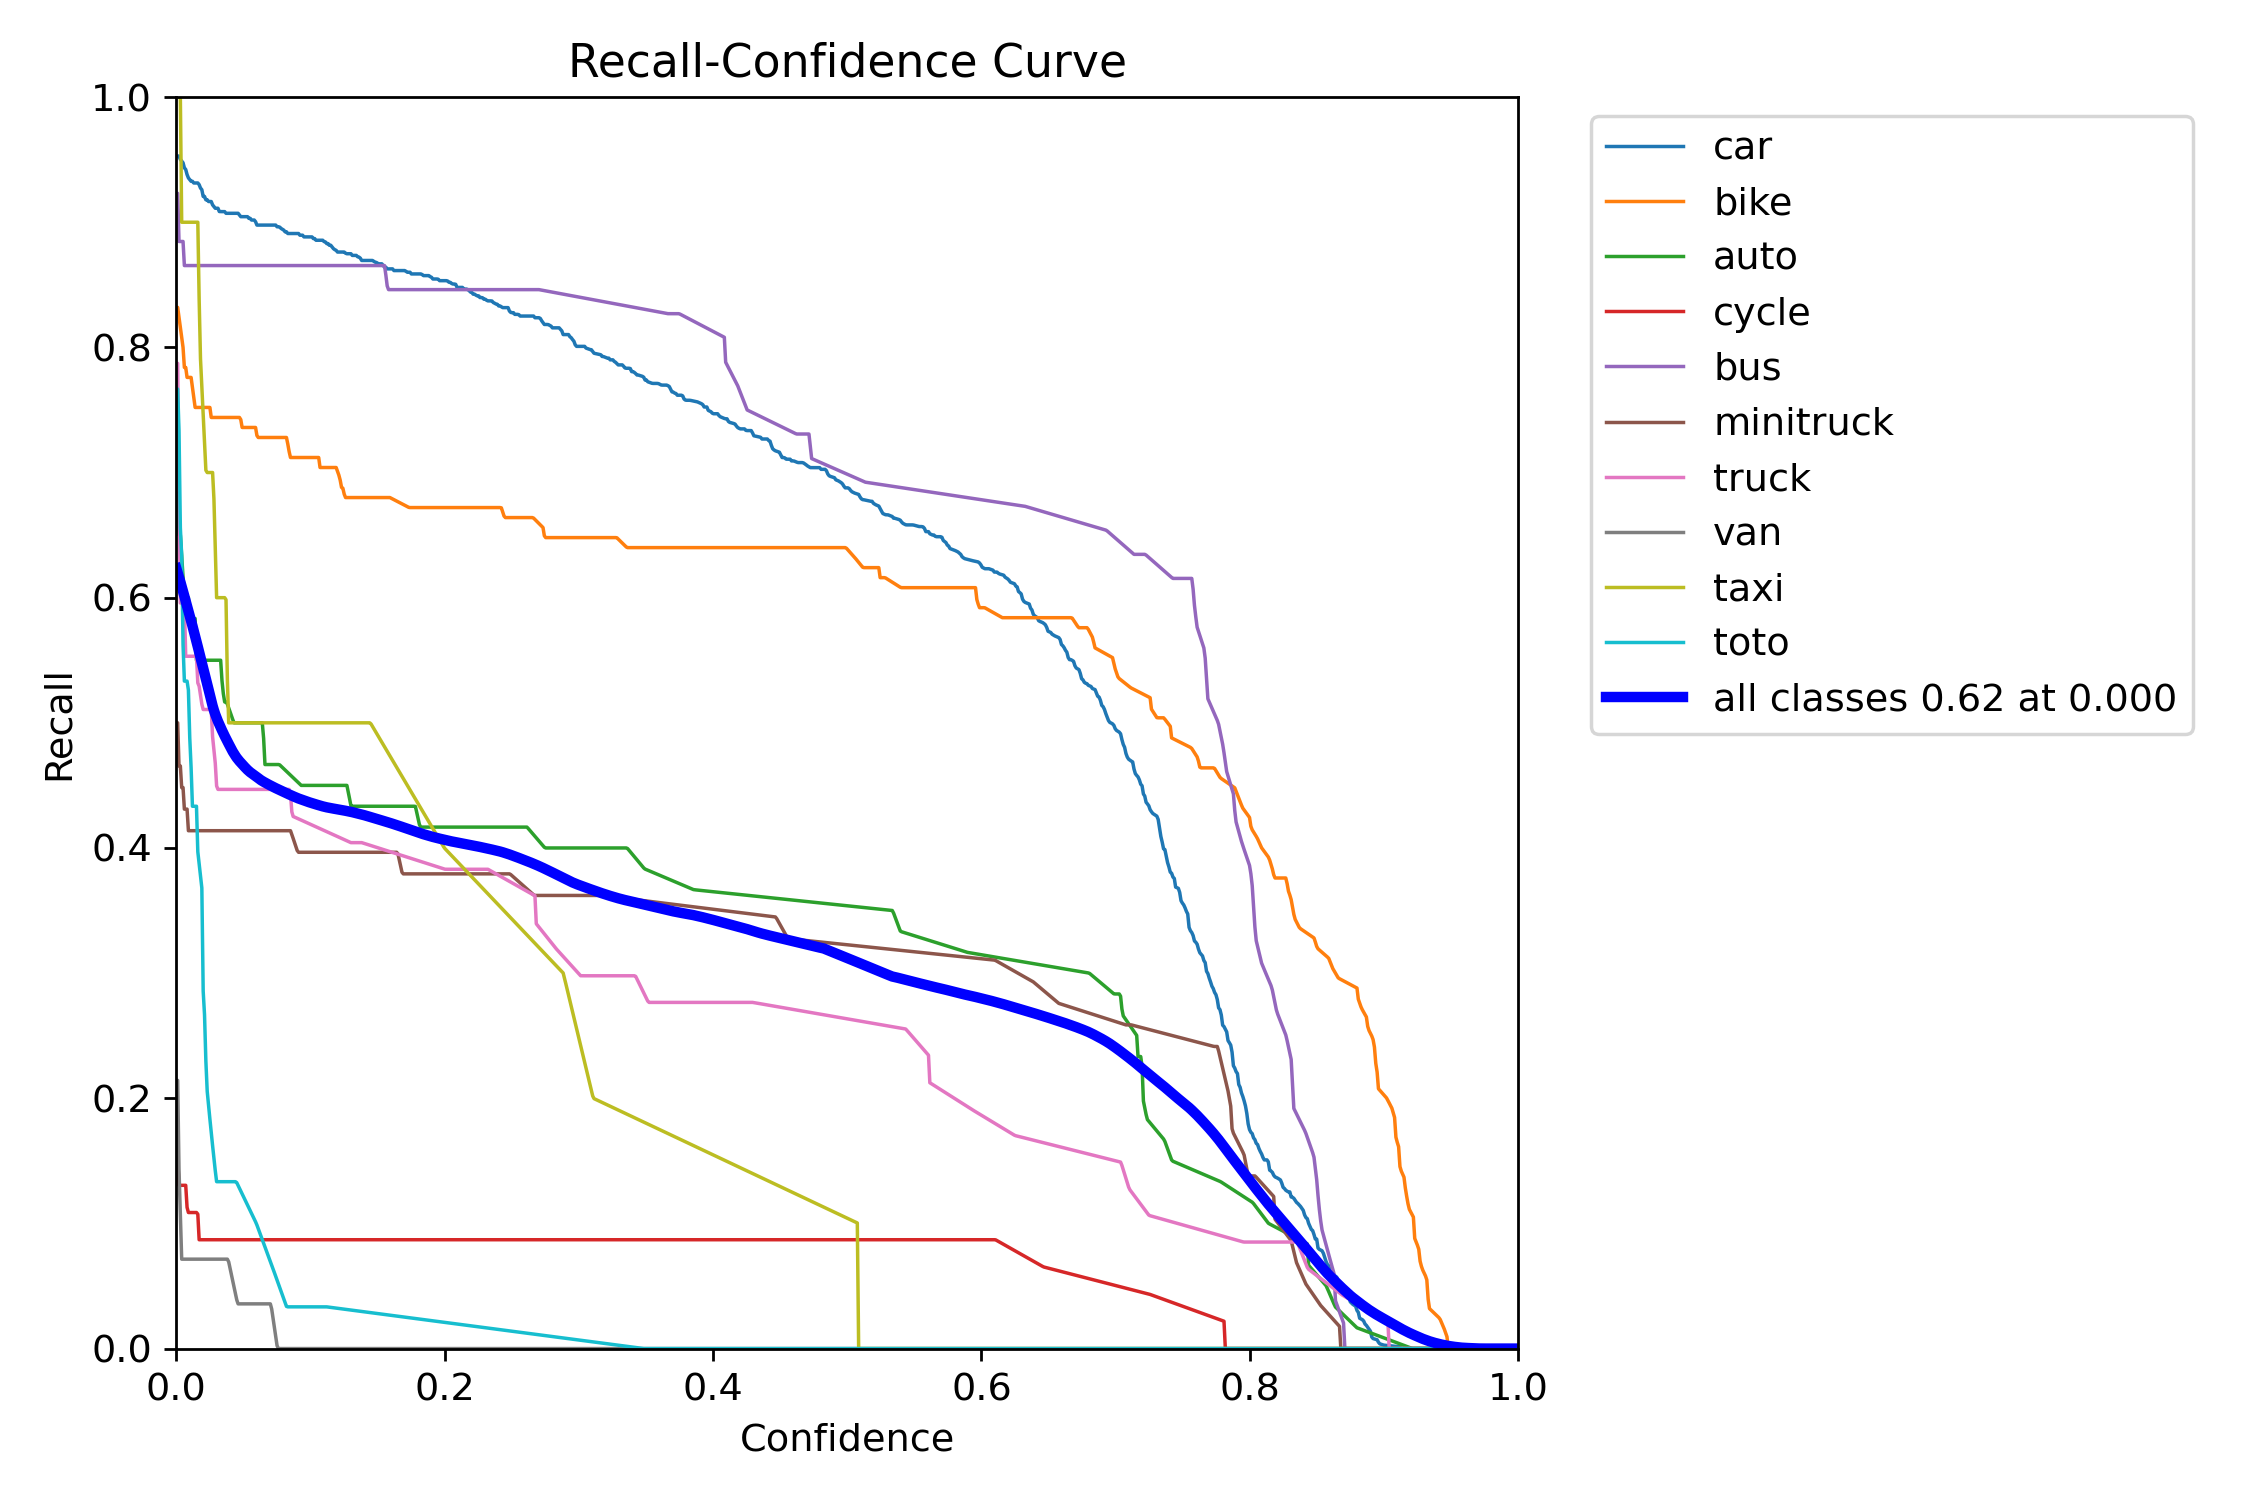 Recall-Confidence Curve
1.0
0.8
0.6
0.4
0.2
0.0
Recall
0.0 0.2 0.4 0.6 0.8 1.0
Confidence
car
bike
auto
cycle
bus
minitruck
truck
van
taxi
toto
all classes 0.62 at 0.000